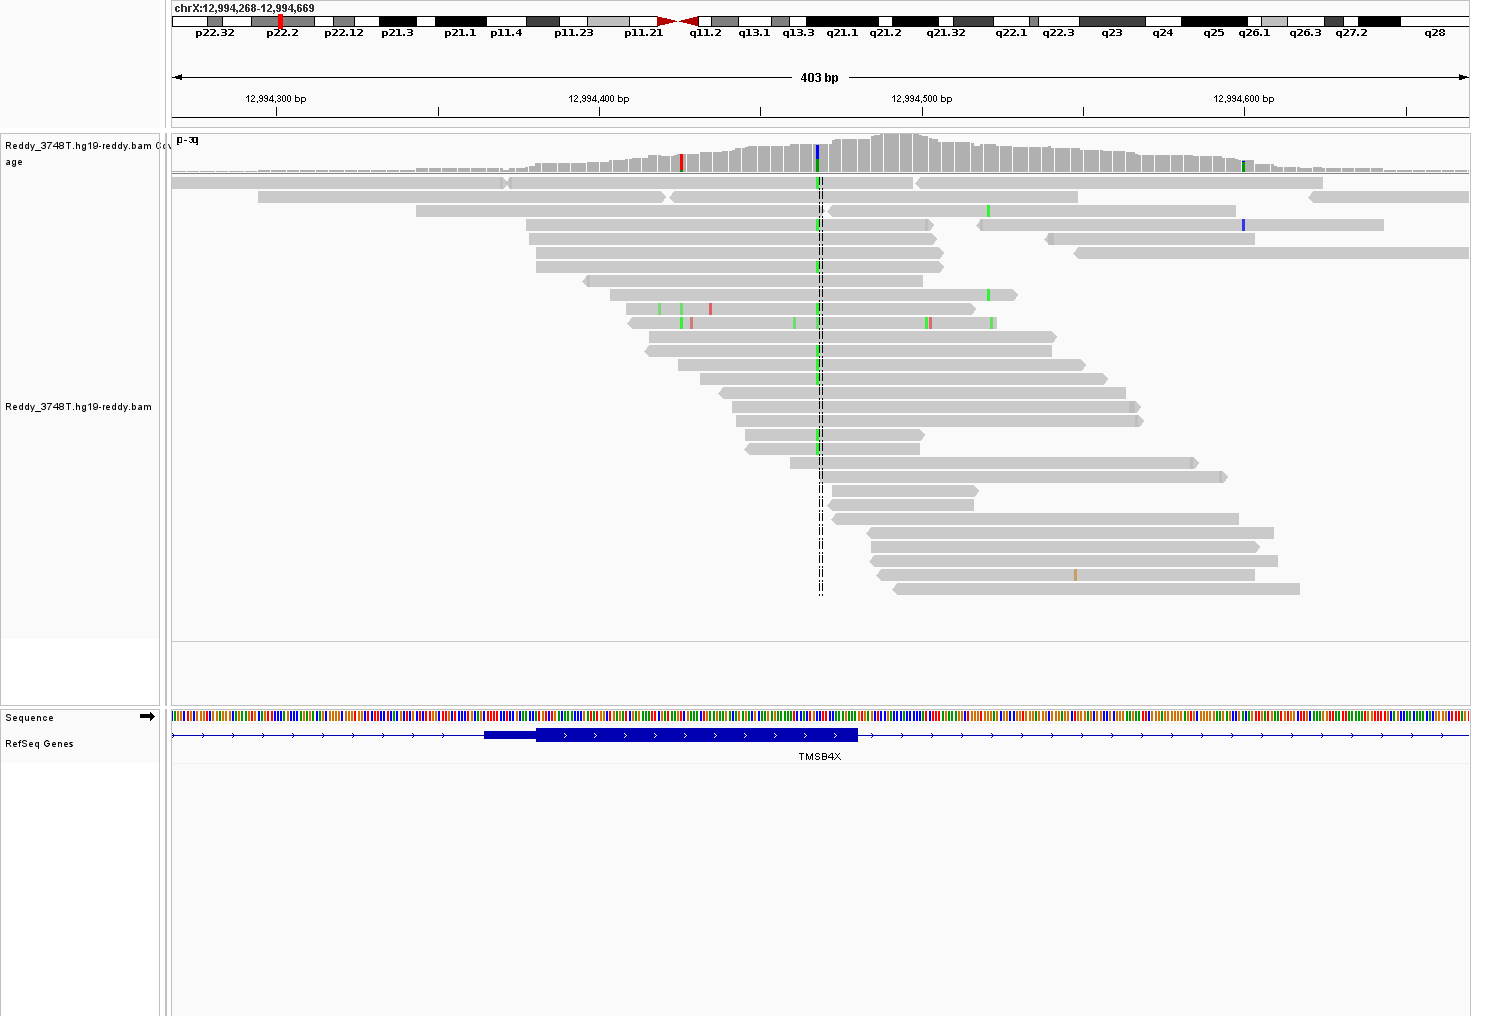 chrX:12,994,268-12,994,669
p22.32 p22.2 p22.12 p21.3 p21.1 p11.4 p11.23 p11.21 q11.2 q13.1 q13.3 q21.1 q21.2 q21.32 q22.1 q22.3 q23 q24 q25 q26.1 q26.3 q27.2 q28
403 bp
12,994,300 bp 12,994,400 bp 12,994,500 bp 12,994,600 bp
[0 - 30]
Reddy_3748T.hg19-reddy.bam Cov
age
Reddy_3748T.hg19-reddy.bam
Sequence
RefSeq Genes
TMSB4X